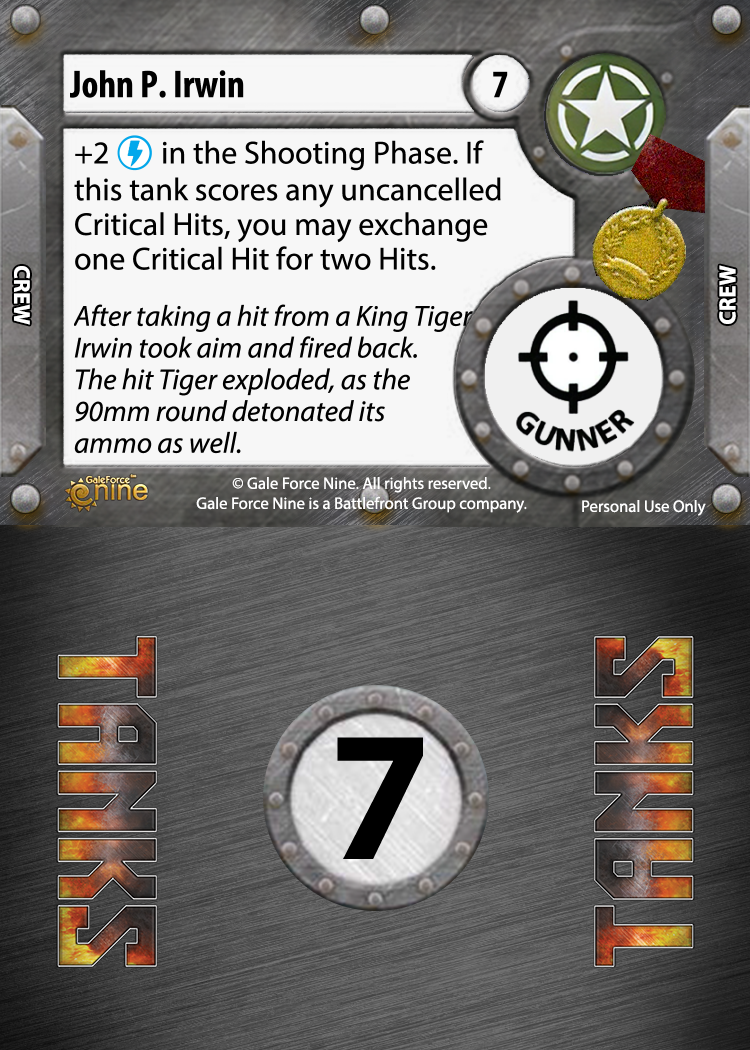 John P. Irwin
7
+2 in the Shooting Phase. If
this tank scores any uncancelled
Critical Hits, you may exchange
one Critical Hit for two Hits.
After taking a hit from a King Tiger
Irwin took aim and fired back.
The hit Tiger exploded, as the
90mm round detonated its
ammo as well.
CREW
CREW
GUNNER
GaleForce™
nine
© Gale Force Nine. All rights reserved.
Gale Force Nine is a Battlefront Group company.
Personal Use Only
TANKS
7
TANKS